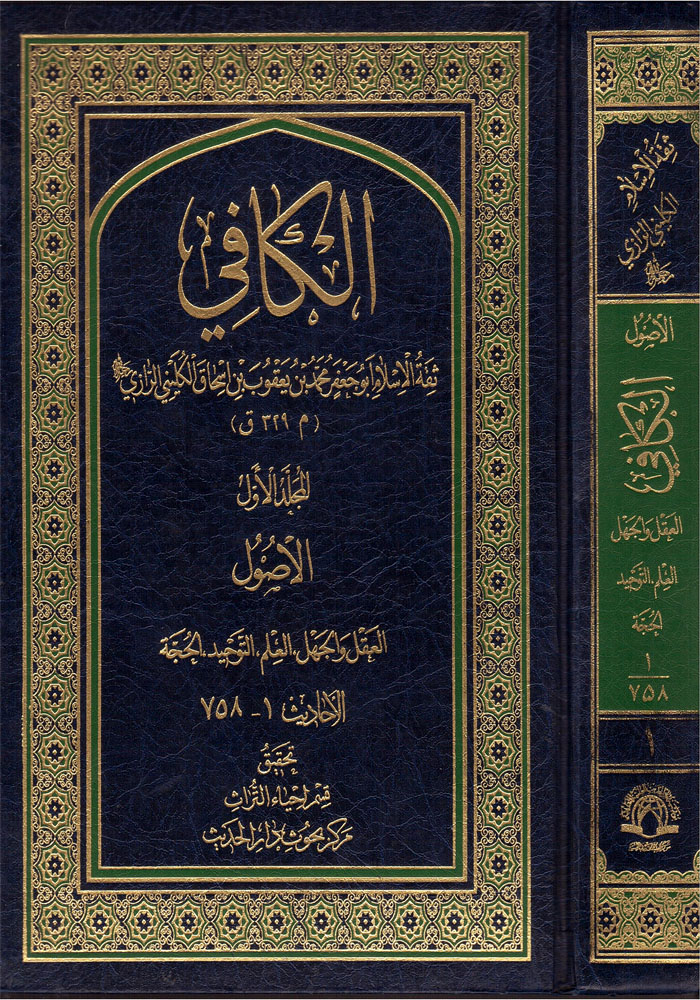 الكافي
ثقة الإسلام أبو جعفر محمد بن يعقوب بن إسحاق الكليني الرازي
(م ٣٢٩ ق)
المجلد الأول
الأصول
العقل والجهل، العلم، التوحيد، الحجة
الأحاديث ١ - ٧٥٨
تحقيق
قسم إحياء التراث
مركز بحوث دار الحديث
ثقة الإسلام
الكليني الرازي
الأصول
الكافي
العقل والجهل
العلم، التوحيد
الحجة
١
٧٥٨
١